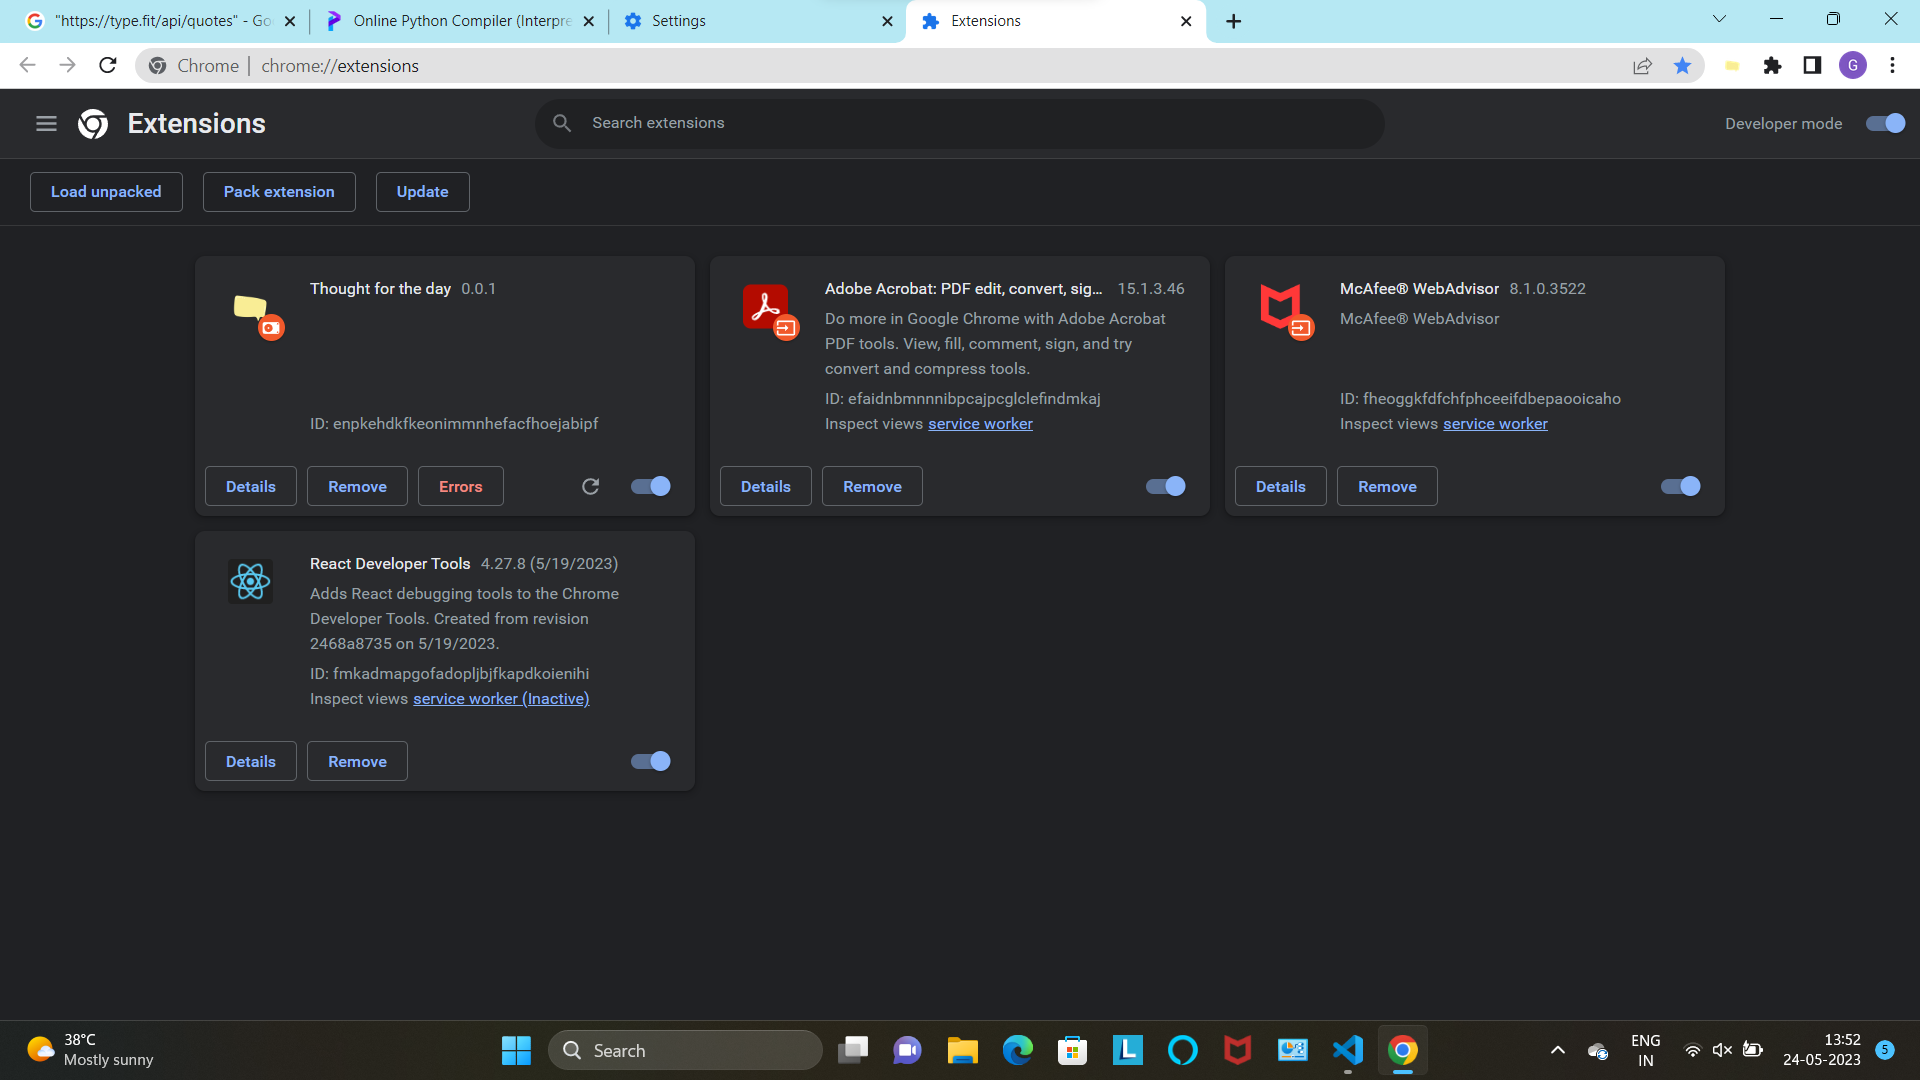 "https://type.fit/api/quotes" - Go
Online Python Compiler (Interpre
Settings
Extensions
Chrome
chrome://extensions
G
Extensions
Search extensions
Developer mode
Load unpacked
Pack extension
Update
Thought for the day 0.0.1
ID: enpkehdkfkeonimmnhefacfhoejabipf
Details
Remove
Errors
Adobe Acrobat: PDF edit, convert, sig... 15.1.3.46
Do more in Google Chrome with Adobe Acrobat
PDF tools. View, fill, comment, sign, and try
convert and compress tools.
ID: efaidnbmnnnibpcajpcglclefindmkaj
Inspect views service worker
Details
Remove
McAfee® WebAdvisor 8.1.0.3522
McAfee® WebAdvisor
ID: fheoggkfdfchfphceeifdbepaooicaho
Inspect views service worker
Details
Remove
React Developer Tools 4.27.8 (5/19/2023)
Adds React debugging tools to the Chrome
Developer Tools. Created from revision
2468a8735 on 5/19/2023.
ID: fmkadmapgofadopljbjfkapdkoienihi
Inspect views service worker (Inactive)
Details
Remove
38°C
Mostly sunny
Search
L
ENG
IN
13:52
24-05-2023
5